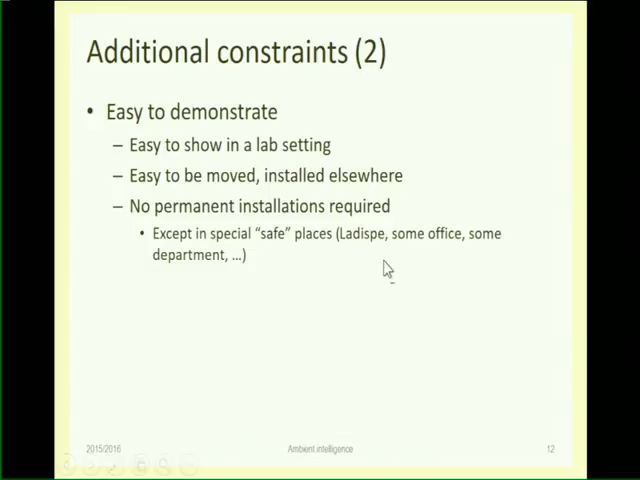 Additional constraints (2)
• Easy to demonstrate
– Easy to show in a lab setting
– Easy to be moved, installed elsewhere
– No permanent installations required
• Except in special “safe” places (Ladispe, some office, some
department, ...)
2015/2016
Ambient intelligence
12